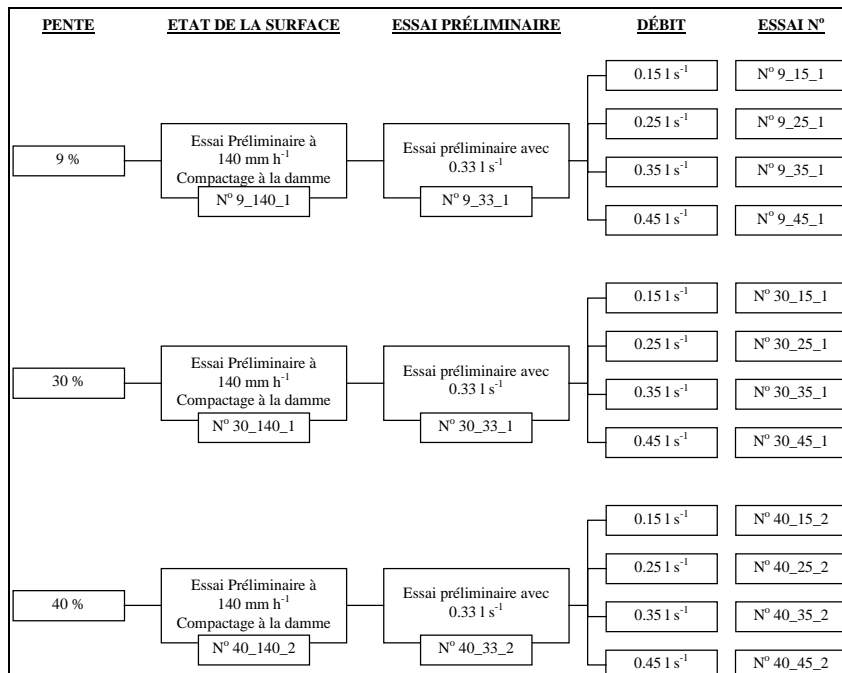 PENTE ETAT DE LA SURFACE ESSAI PRÉLIMINAIRE DÉBIT ESSAI Nº
9 %
Essai Préliminaire à
140 mm h⁻¹
Compactage à la damme
Nº 9_140_1
Essai préliminaire avec
0.33 l s⁻¹
Nº 9_33_1
0.15 l s⁻¹ Nº 9_15_1
0.25 l s⁻¹ Nº 9_25_1
0.35 l s⁻¹ Nº 9_35_1
0.45 l s⁻¹ Nº 9_45_1
30 %
Essai Préliminaire à
140 mm h⁻¹
Compactage à la damme
Nº 30_140_1
Essai préliminaire avec
0.33 l s⁻¹
Nº 30_33_1
0.15 l s⁻¹ Nº 30_15_1
0.25 l s⁻¹ Nº 30_25_1
0.35 l s⁻¹ Nº 30_35_1
0.45 l s⁻¹ Nº 30_45_1
40 %
Essai Préliminaire à
140 mm h⁻¹
Compactage à la damme
Nº 40_140_2
Essai préliminaire avec
0.33 l s⁻¹
Nº 40_33_2
0.15 l s⁻¹ Nº 40_15_2
0.25 l s⁻¹ Nº 40_25_2
0.35 l s⁻¹ Nº 40_35_2
0.45 l s⁻¹ Nº 40_45_2